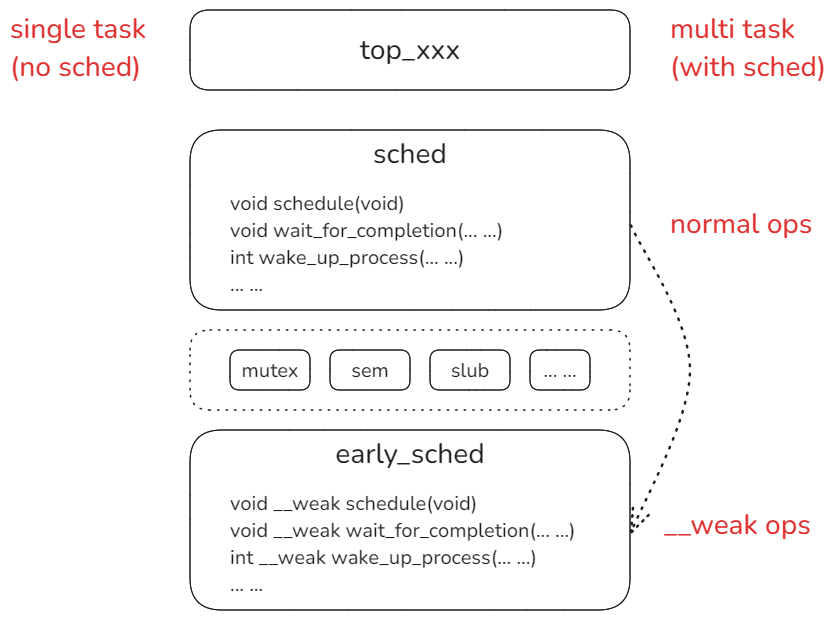 single task
(no sched)
top_xxx
multi task
(with sched)
sched
void schedule(void)
void wait_for_completion(... ...)
int wake_up_process(... ...)
... ...
normal ops
mutex
sem
slub
... ...
early_sched
void __weak schedule(void)
void __weak wait_for_completion(... ...)
int __weak wake_up_process(... ...)
... ...
__weak ops